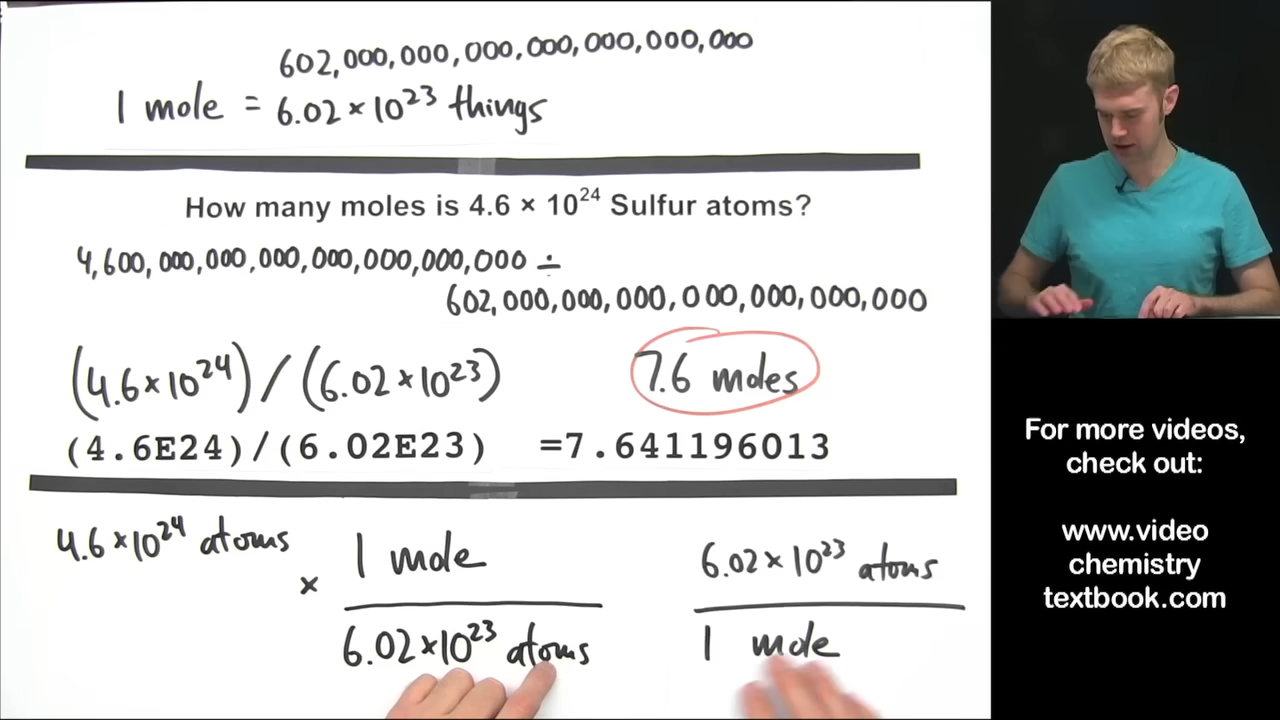 602,000,000,000,000,000,000,000
1 mole = 6.02 × 10²³ things
How many moles is 4.6 × 10²⁴ Sulfur atoms?
4,600,000,000,000,000,000,000,000 ÷
602,000,000,000,000,000,000,000
(4.6 × 10²⁴) / (6.02 × 10²³)
7.6 moles
(4.6E24)/(6.02E23) =7.641196013
4.6 × 10²⁴ atoms
×
1 mole
6.02 × 10²³ atoms
6.02 × 10²³ atoms
1 mole
For more videos,
check out:
www.video
chemistry
textbook.com